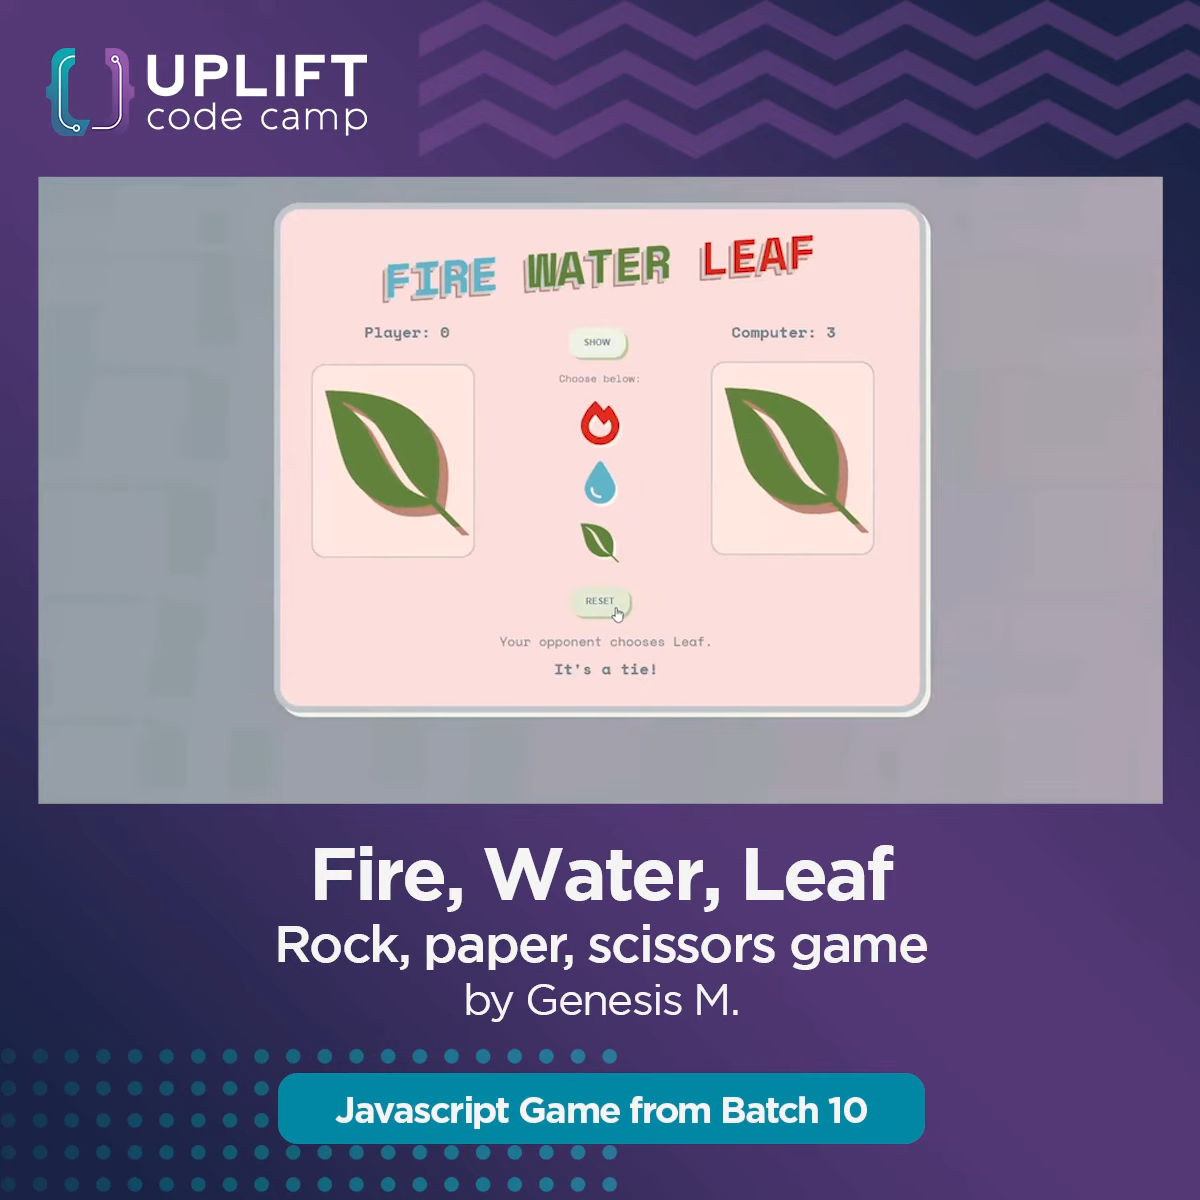 UPLIFT
code camp
FIRE WATER LEAF
Player: 0
SHOW
Computer: 3
Choose below:
RESET
Your opponent chooses Leaf.
It's a tie!
Fire, Water, Leaf
Rock, paper, scissors game
by Genesis M.
Javascript Game from Batch 10